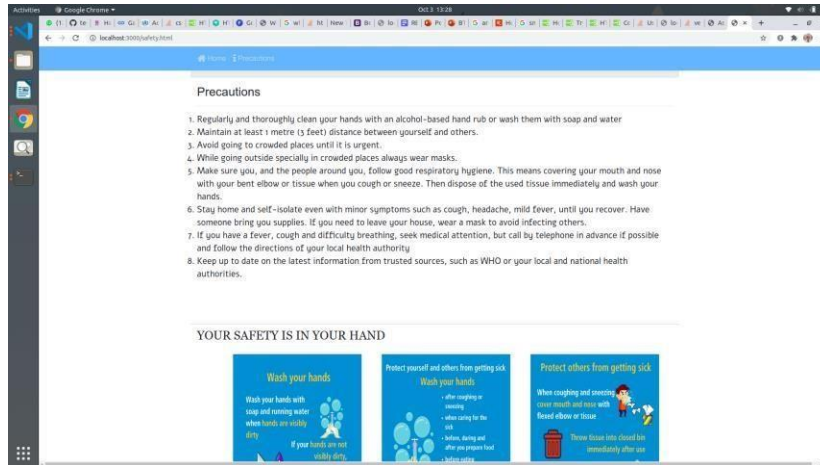 Activities
Google Chrome
Oct 3 13:28
localhost:3000/safety.html
Home
Precautions
Precautions
1. Regularly and thoroughly clean your hands with an alcohol-based hand rub or wash them with soap and water
2. Maintain at least 1 metre (3 feet) distance between yourself and others.
3. Avoid going to crowded places until it is urgent.
4. While going outside specially in crowded places always wear masks.
5. Make sure you, and the people around you, follow good respiratory hygiene. This means covering your mouth and nose
with your bent elbow or tissue when you cough or sneeze. Then dispose of the used tissue immediately and wash your
hands.
6. Stay home and self-isolate even with minor symptoms such as cough, headache, mild fever, until you recover. Have
someone bring you supplies. If you need to leave your house, wear a mask to avoid infecting others.
7. If you have a fever, cough and difficulty breathing, seek medical attention, but call by telephone in advance if possible
and follow the directions of your local health authority
8. Keep up to date on the latest information from trusted sources, such as WHO or your local and national health
authorities.
YOUR SAFETY IS IN YOUR HAND
Wash your hands
Wash your hands with
soap and running water
when hands are visibly
dirty
If your hands are not
visibly dirty,
Protect yourself and others from getting sick
Wash your hands
• after coughing or
sneezing
• when caring for the
sick
• before, during and
after you prepare food
• before eating
Protect others from getting sick
When coughing and sneezing
cover mouth and nose with
flexed elbow or tissue
Throw tissue into closed bin
immediately after use